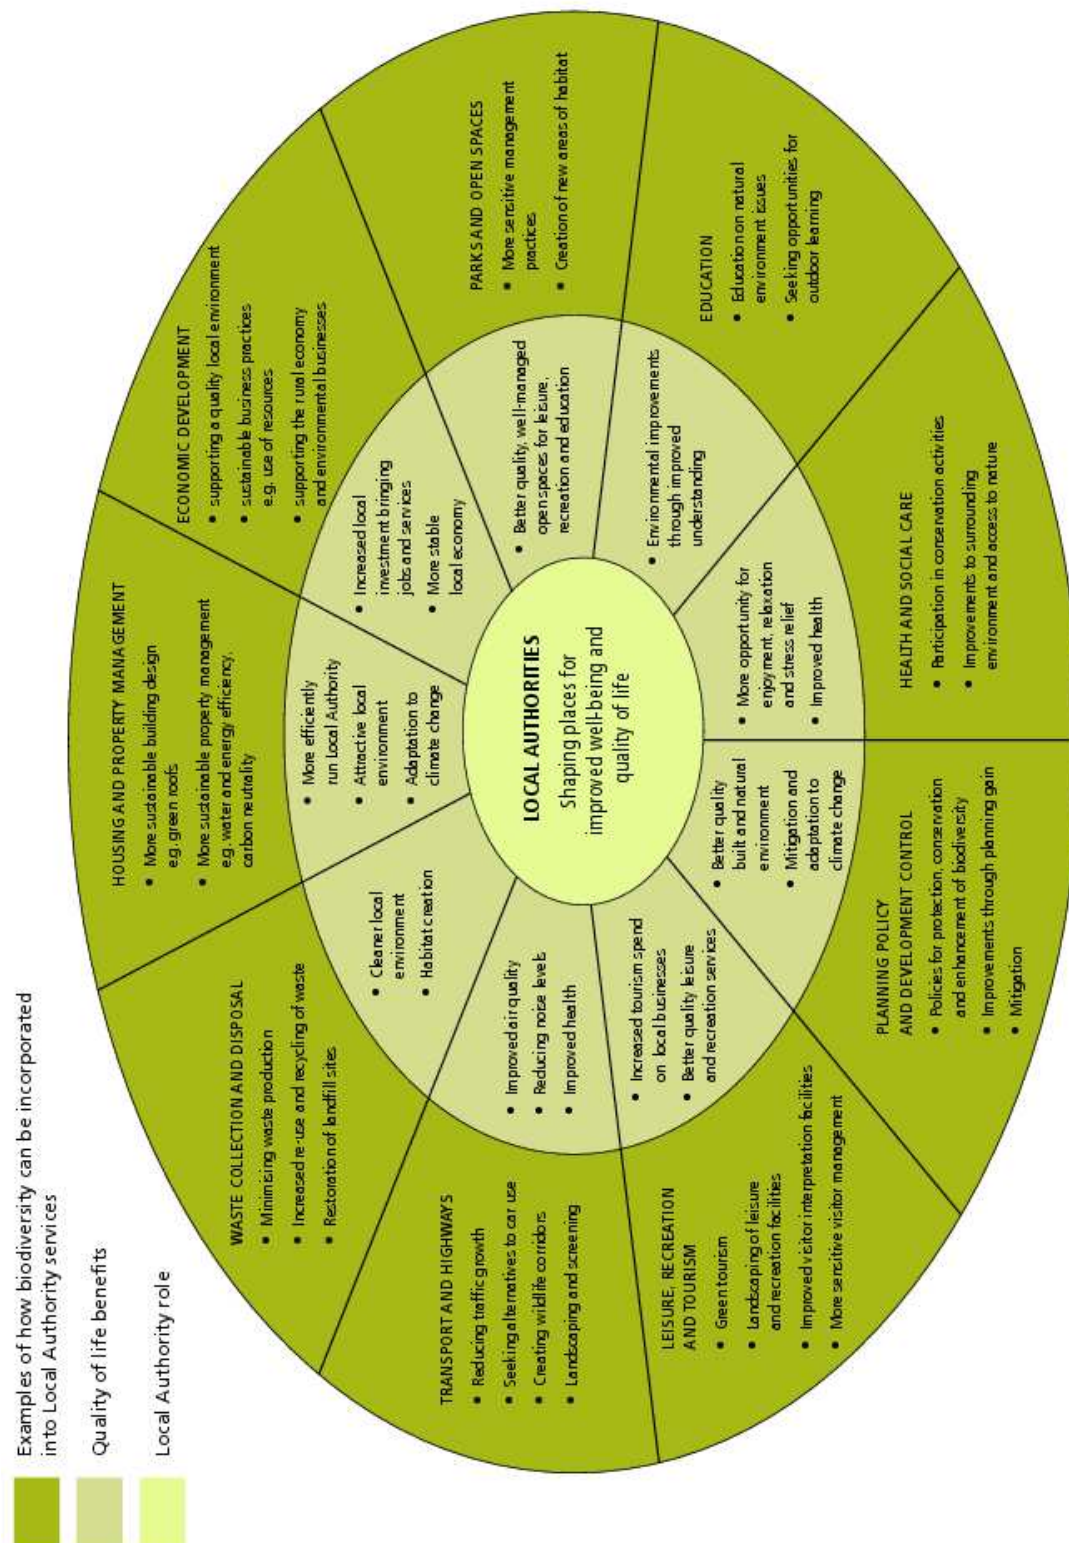 Examples of how biodiversity can be incorporated
into Local Authority services
Quality of life benefits
Local Authority role
HOUSING AND PROPERTY MANAGEMENT
• More sustainable building design
e.g. green roofs
• More sustainable property management
e.g. water and energy efficiency,
carbon neutrality
ECONOMIC DEVELOPMENT
• supporting a quality local environment
• sustainable business practices
e.g. use of resources
• supporting the rural economy
and environmental businesses
PARKS AND OPEN SPACES
• More sensitive management
practices
• Creation of new areas of habitat
EDUCATION
• Education on natural
environment issues
• Seeking opportunities for
outdoor learning
HEALTH AND SOCIAL CARE
• Participation in conservation activities
• Improvements to surrounding
environment and access to nature
PLANNING POLICY
AND DEVELOPMENT CONTROL
• Policies for protection, conservation
and enhancement of biodiversity
• Improvements through planning gain
• Mitigation
LEISURE, RECREATION
AND TOURISM
• Green tourism
• Landscaping of leisure
and recreation facilities
• Improved visitor interpretation facilities
• More sensitive visitor management
TRANSPORT AND HIGHWAYS
• Reducing traffic growth
• Seeking alternatives to car use
• Creating wildlife corridors
• Landscaping and screening
WASTE COLLECTION AND DISPOSAL
• Minimising waste production
• Increased re-use and recycling of waste
• Restoration of landfill sites
• More efficiently
run Local Authority
• Attractive local
environment
• Adaptation to
climate change
• Increased local
investment bringing
jobs and services
• More stable
local economy
• Better quality, well-managed
open spaces for leisure,
recreation and education
• Environmental improvements
through improved
understanding
• More opportunity for
enjoyment, relaxation
and stress relief
• Improved health
• Better quality
built and natural
environment
• Mitigation and
adaptation to
climate change
• Increased tourism spend
on local businesses
• Better quality leisure
and recreation services
• Improved air quality
• Reducing noise levels
• Improved health
• Cleaner local
environment
• Habitat creation
LOCAL AUTHORITIES
Shaping places for
improved well-being and
quality of life